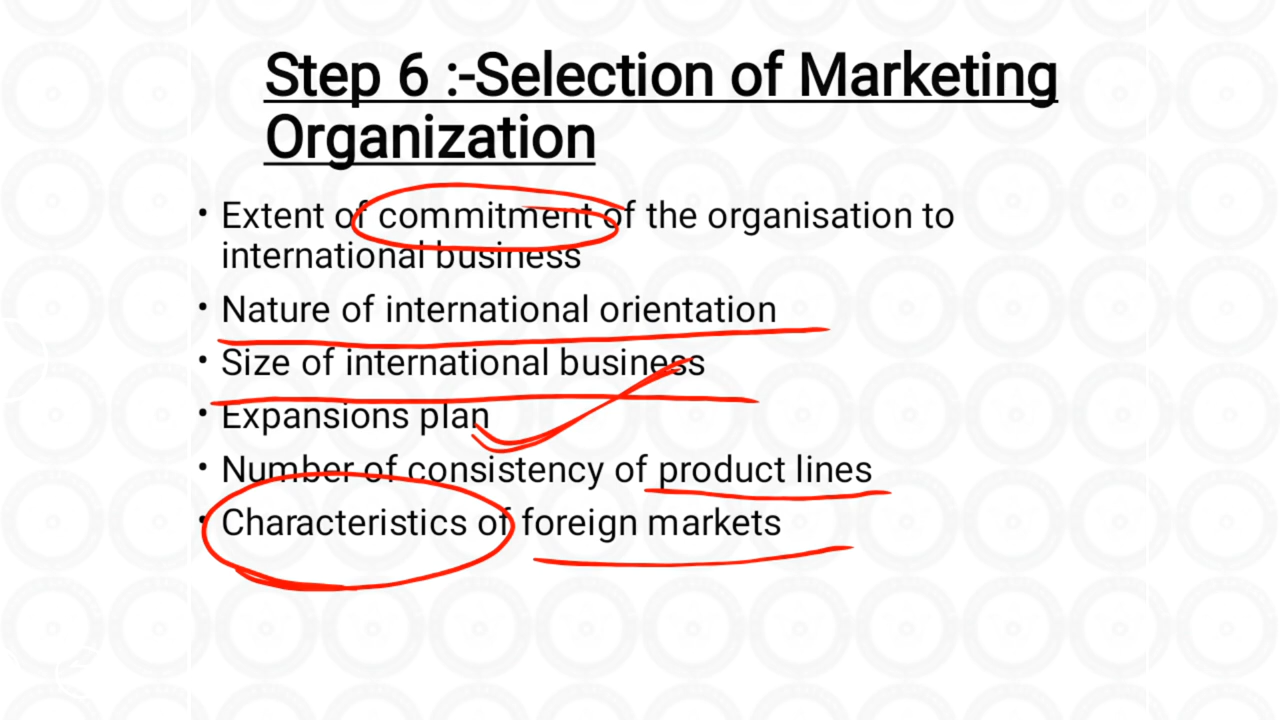 Step 6 :-Selection of Marketing
Organization
• Extent of commitment of the organisation to
international business
• Nature of international orientation
• Size of international business
• Expansions plan
• Number of consistency of product lines
• Characteristics of foreign markets